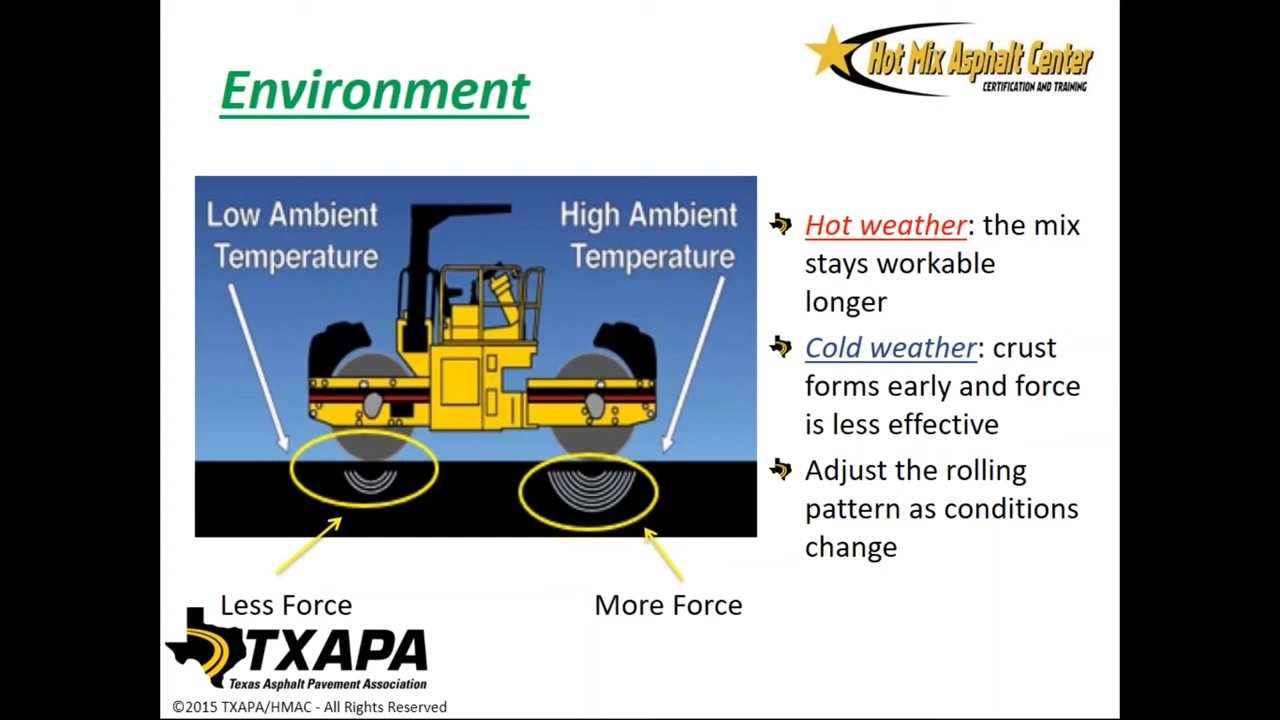 Hot Mix Asphalt Center
CERTIFICATION AND TRAINING
Environment
Low Ambient
Temperature
High Ambient
Temperature
Hot weather: the mix
stays workable
longer
Cold weather: crust
forms early and force
is less effective
Adjust the rolling
pattern as conditions
change
Less Force
More Force
TXAPA
Texas Asphalt Pavement Association
©2015 TXAPA/HMAC - All Rights Reserved